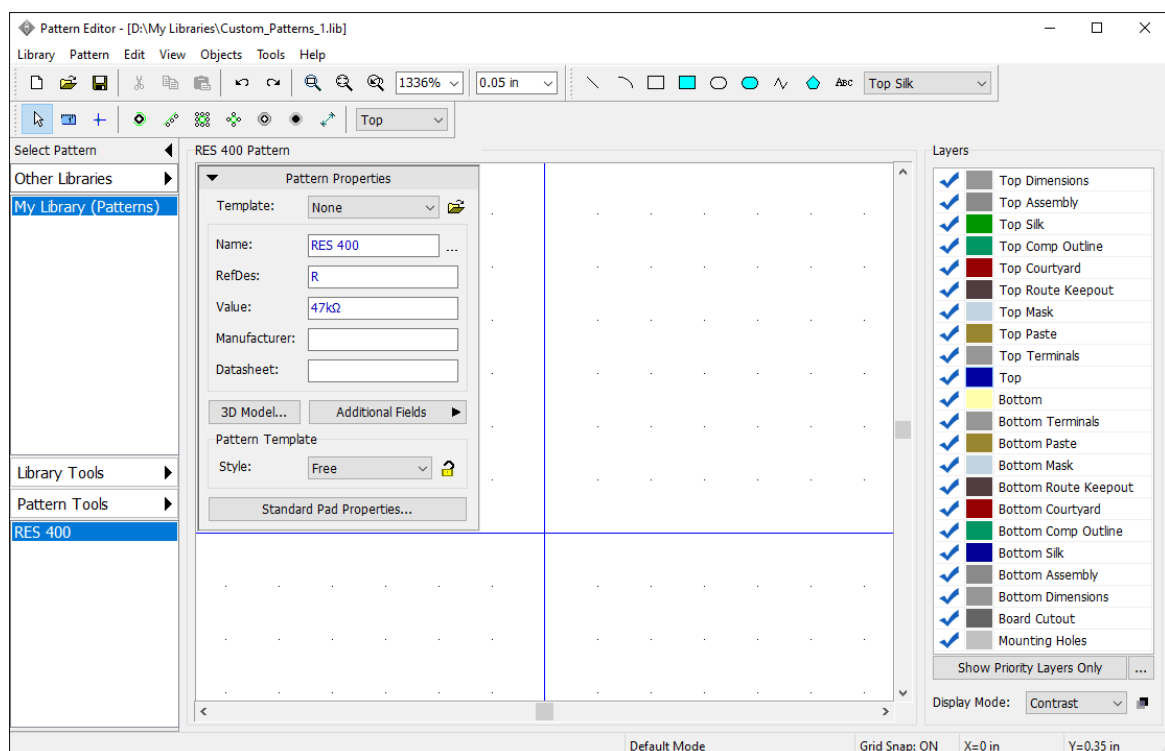 Pattern Editor - [D:\My Libraries\Custom_Patterns_1.lib]
Library Pattern Edit View Objects Tools Help
1336% 0.05 in ABC Top Silk
Top
Select Pattern
Other Libraries
My Library (Patterns)
Library Tools
Pattern Tools
RES 400
RES 400 Pattern
Pattern Properties
Template: None
Name: RES 400 ...
RefDes: R
Value: 47kΩ
Manufacturer:
Datasheet:
3D Model... Additional Fields
Pattern Template
Style: Free
Standard Pad Properties...
Layers
Top Dimensions
Top Assembly
Top Silk
Top Comp Outline
Top Courtyard
Top Route Keepout
Top Mask
Top Paste
Top Terminals
Top
Bottom
Bottom Terminals
Bottom Paste
Bottom Mask
Bottom Route Keepout
Bottom Courtyard
Bottom Comp Outline
Bottom Silk
Bottom Assembly
Bottom Dimensions
Board Cutout
Mounting Holes
Show Priority Layers Only ...
Display Mode: Contrast
Default Mode Grid Snap: ON X=0 in Y=0.35 in